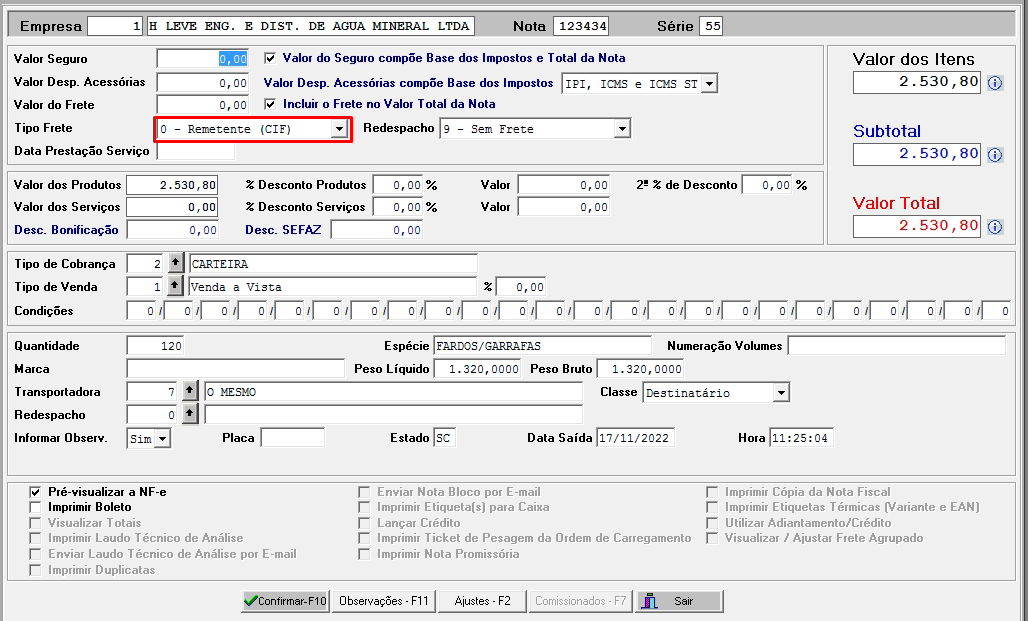 Empresa 1 H LEVE ENG. E DIST. DE AGUA MINERAL LTDA Nota 123434 Série 55
Valor Seguro 0,00 Valor do Seguro compõe Base dos Impostos e Total da Nota
Valor Desp. Acessórias 0,00 Valor Desp. Acessórias compõe Base dos Impostos IPI, ICMS e ICMS ST
Valor do Frete 0,00 Incluir o Frete no Valor Total da Nota
Tipo Frete 0 - Remetente (CIF) Redespacho 9 - Sem Frete
Data Prestação Serviço
Valor dos Itens
2.530,80
Subtotal
2.530,80
Valor Total
2.530,80
Valor dos Produtos 2.530,80 % Desconto Produtos 0,00 % Valor 0,00 2ª % de Desconto 0,00 %
Valor dos Serviços 0,00 % Desconto Serviços 0,00 % Valor 0,00
Desc. Bonificação 0,00 Desc. SEFAZ 0,00
Tipo de Cobrança 2 CARTEIRA
Tipo de Venda 1 Venda a Vista % 0,00
Condições 0 / 0 / 0 / 0 / 0 / 0 / 0 / 0 / 0 / 0 / 0 / 0 / 0 / 0 / 0 / 0 / 0 / 0 / 0 / 0 / 0 / 0 / 0 / 0
Quantidade 120 Espécie FARDOS/GARRAFAS Numeração Volumes
Marca Peso Líquido 1.320,0000 Peso Bruto 1.320,0000
Transportadora 7 O MESMO Classe Destinatário
Redespacho 0
Informar Observ. Sim Placa Estado SC Data Saída 17/11/2022 Hora 11:25:04
Pré-visualizar a NF-e Enviar Nota Bloco por E-mail Imprimir Cópia da Nota Fiscal
Imprimir Boleto Imprimir Etiqueta(s) para Caixa Imprimir Etiquetas Térmicas (Variante e EAN)
Visualizar Totais Lançar Crédito Utilizar Adiantamento/Crédito
Imprimir Laudo Técnico de Análise Imprimir Ticket de Pesagem da Ordem de Carregamento Visualizar / Ajustar Frete Agrupado
Enviar Laudo Técnico de Análise por E-mail Imprimir Nota Promissória
Imprimir Duplicatas
Confirmar-F10 Observações - F11 Ajustes - F2 Comissionados - F7 Sair